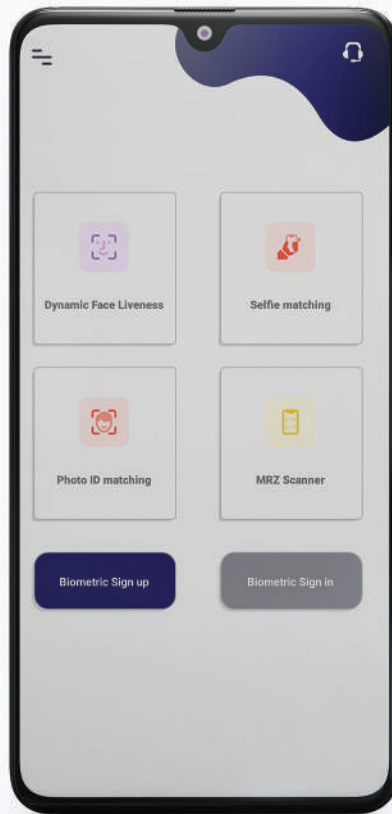 Dynamic Face Liveness
Selfie matching
Photo ID matching
MRZ Scanner
Biometric Sign up
Biometric Sign in